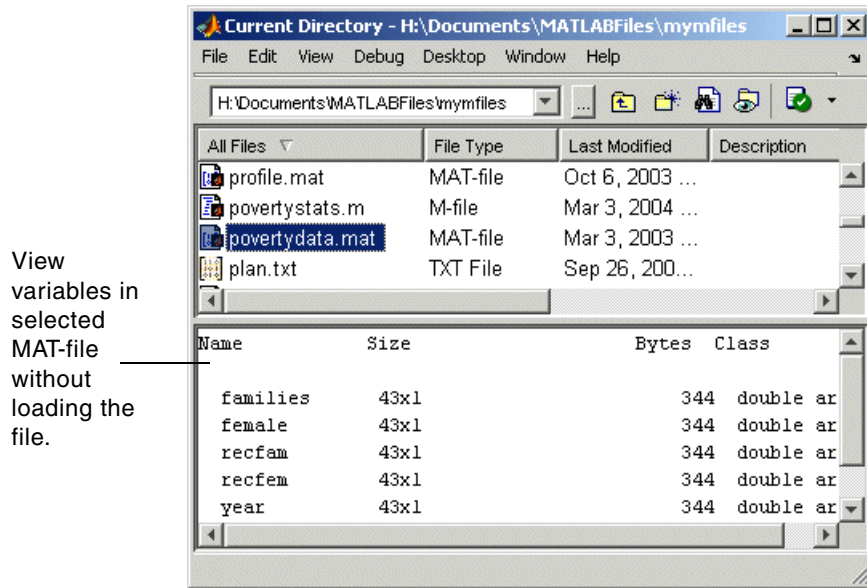 Current Directory - H:\Documents\MATLABFiles\mymfiles
File Edit View Debug Desktop Window Help
H:\Documents\MATLABFiles\mymfiles ...
All Files File Type Last Modified Description
profile.mat MAT-file Oct 6, 2003 ...
povertystats.m M-file Mar 3, 2004 ...
povertydata.mat MAT-file Mar 3, 2003 ...
plan.txt TXT File Sep 26, 200...
View
variables in
selected
MAT-file
without
loading the
file.
Name Size Bytes Class
families 43x1 344 double ar
female 43x1 344 double ar
recfam 43x1 344 double ar
recfem 43x1 344 double ar
year 43x1 344 double ar